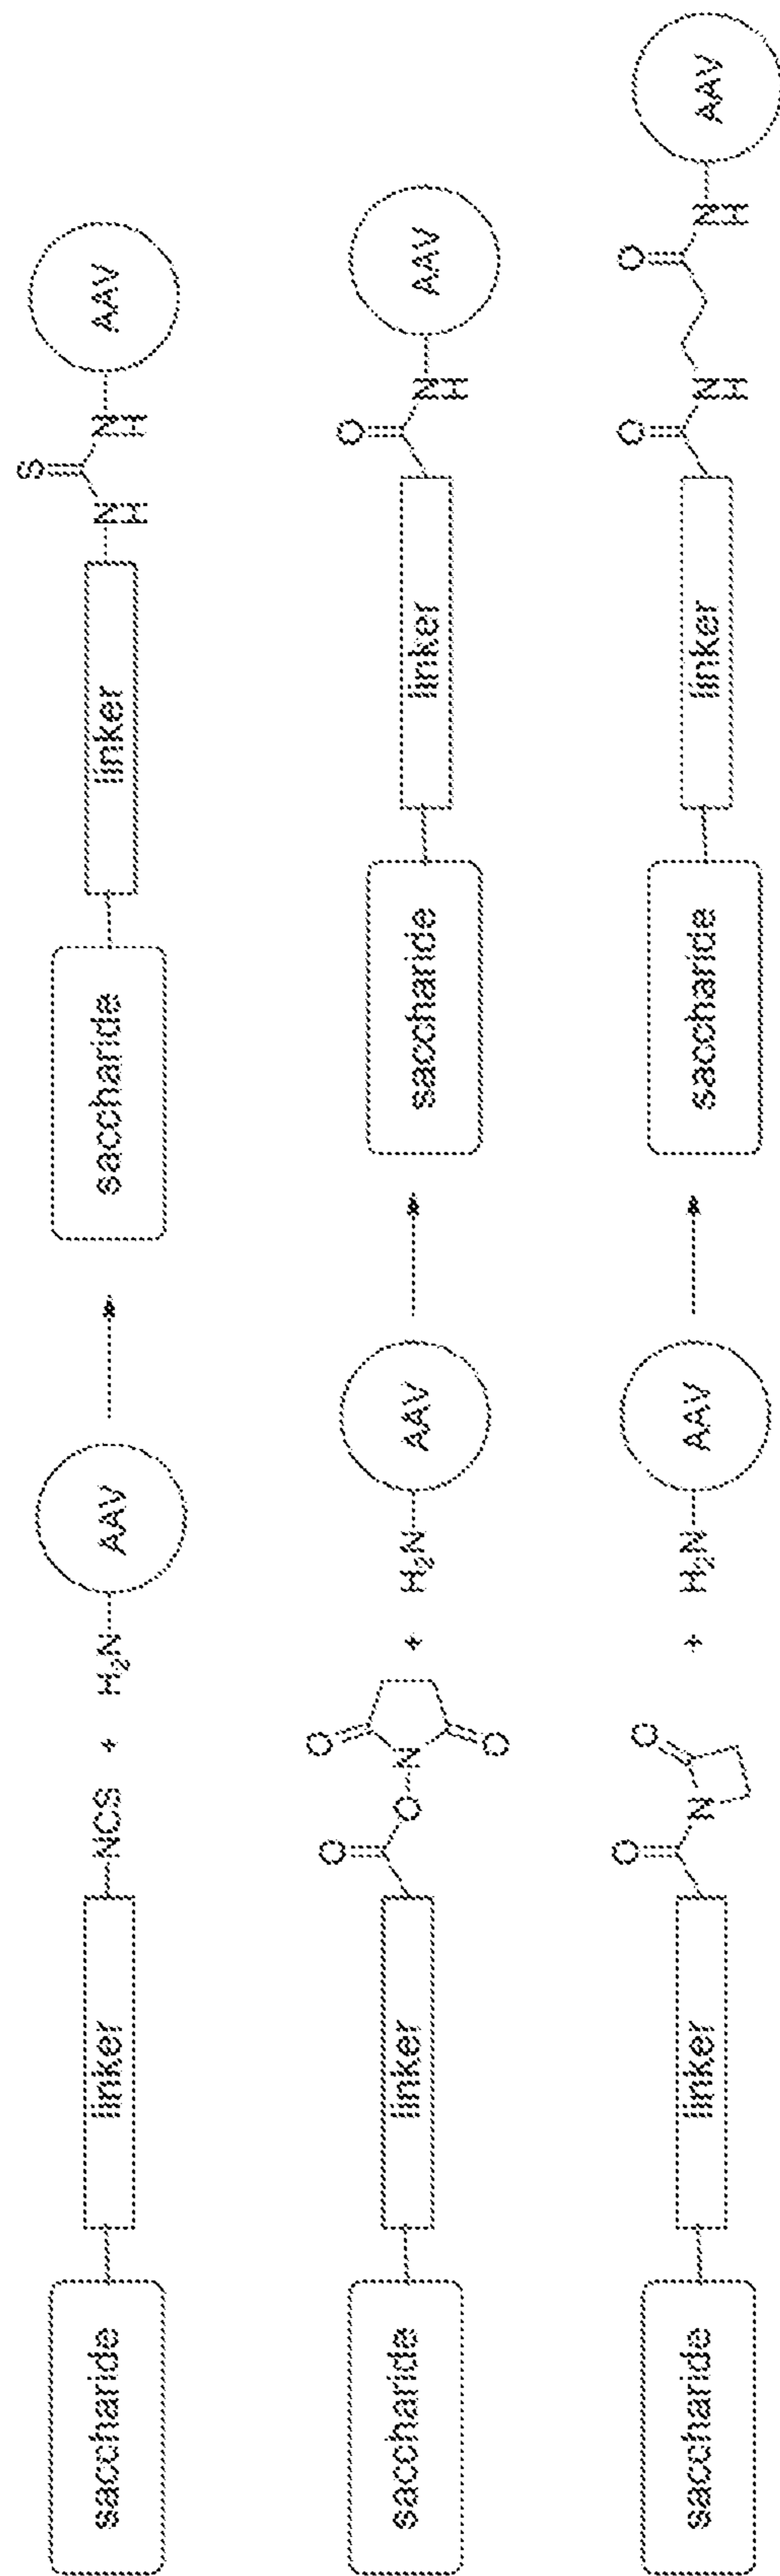 saccharide linker NCS + H₂N AAV saccharide linker N H S N H AAV
saccharide linker O O N O O + H₂N AAV saccharide linker O N H AAV
saccharide linker O N O + H₂N AAV saccharide linker O N H O N H AAV